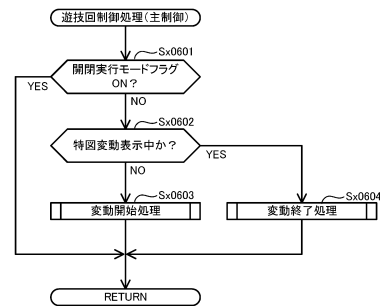 遊技回制御処理(主制御)
Sx0601
開閉実行モードフラグ
ON?
YES
NO
Sx0602
特図変動表示中か?
YES
NO
Sx0603
変動開始処理
Sx0604
変動終了処理
RETURN